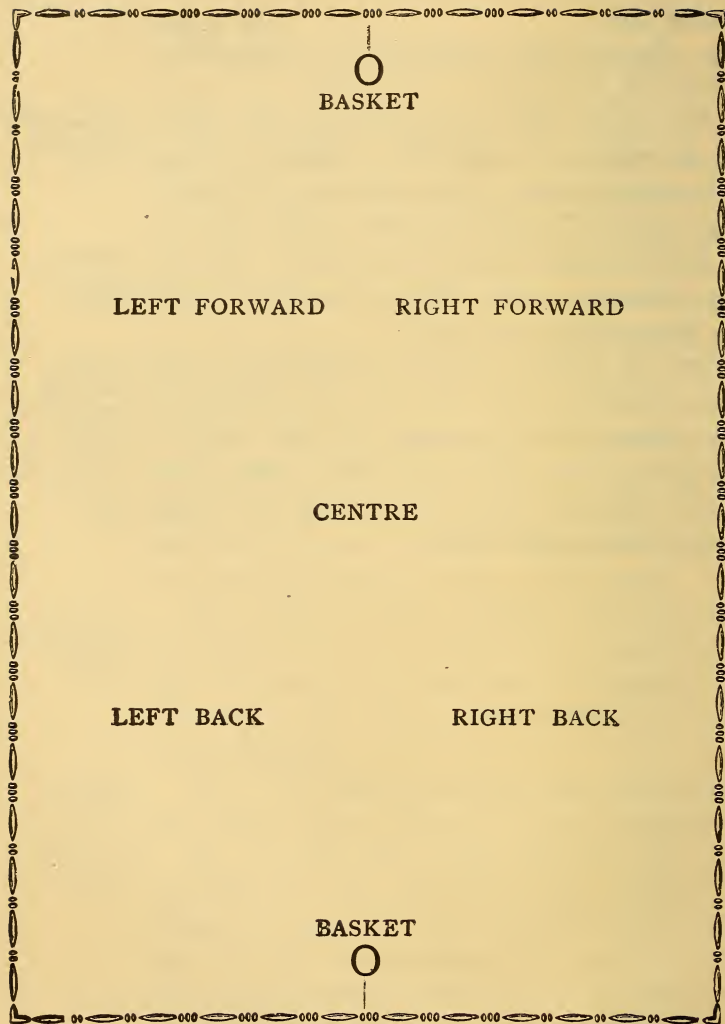 BASKET
LEFT FORWARD RIGHT FORWARD
CENTRE
LEFT BACK RIGHT BACK
BASKET